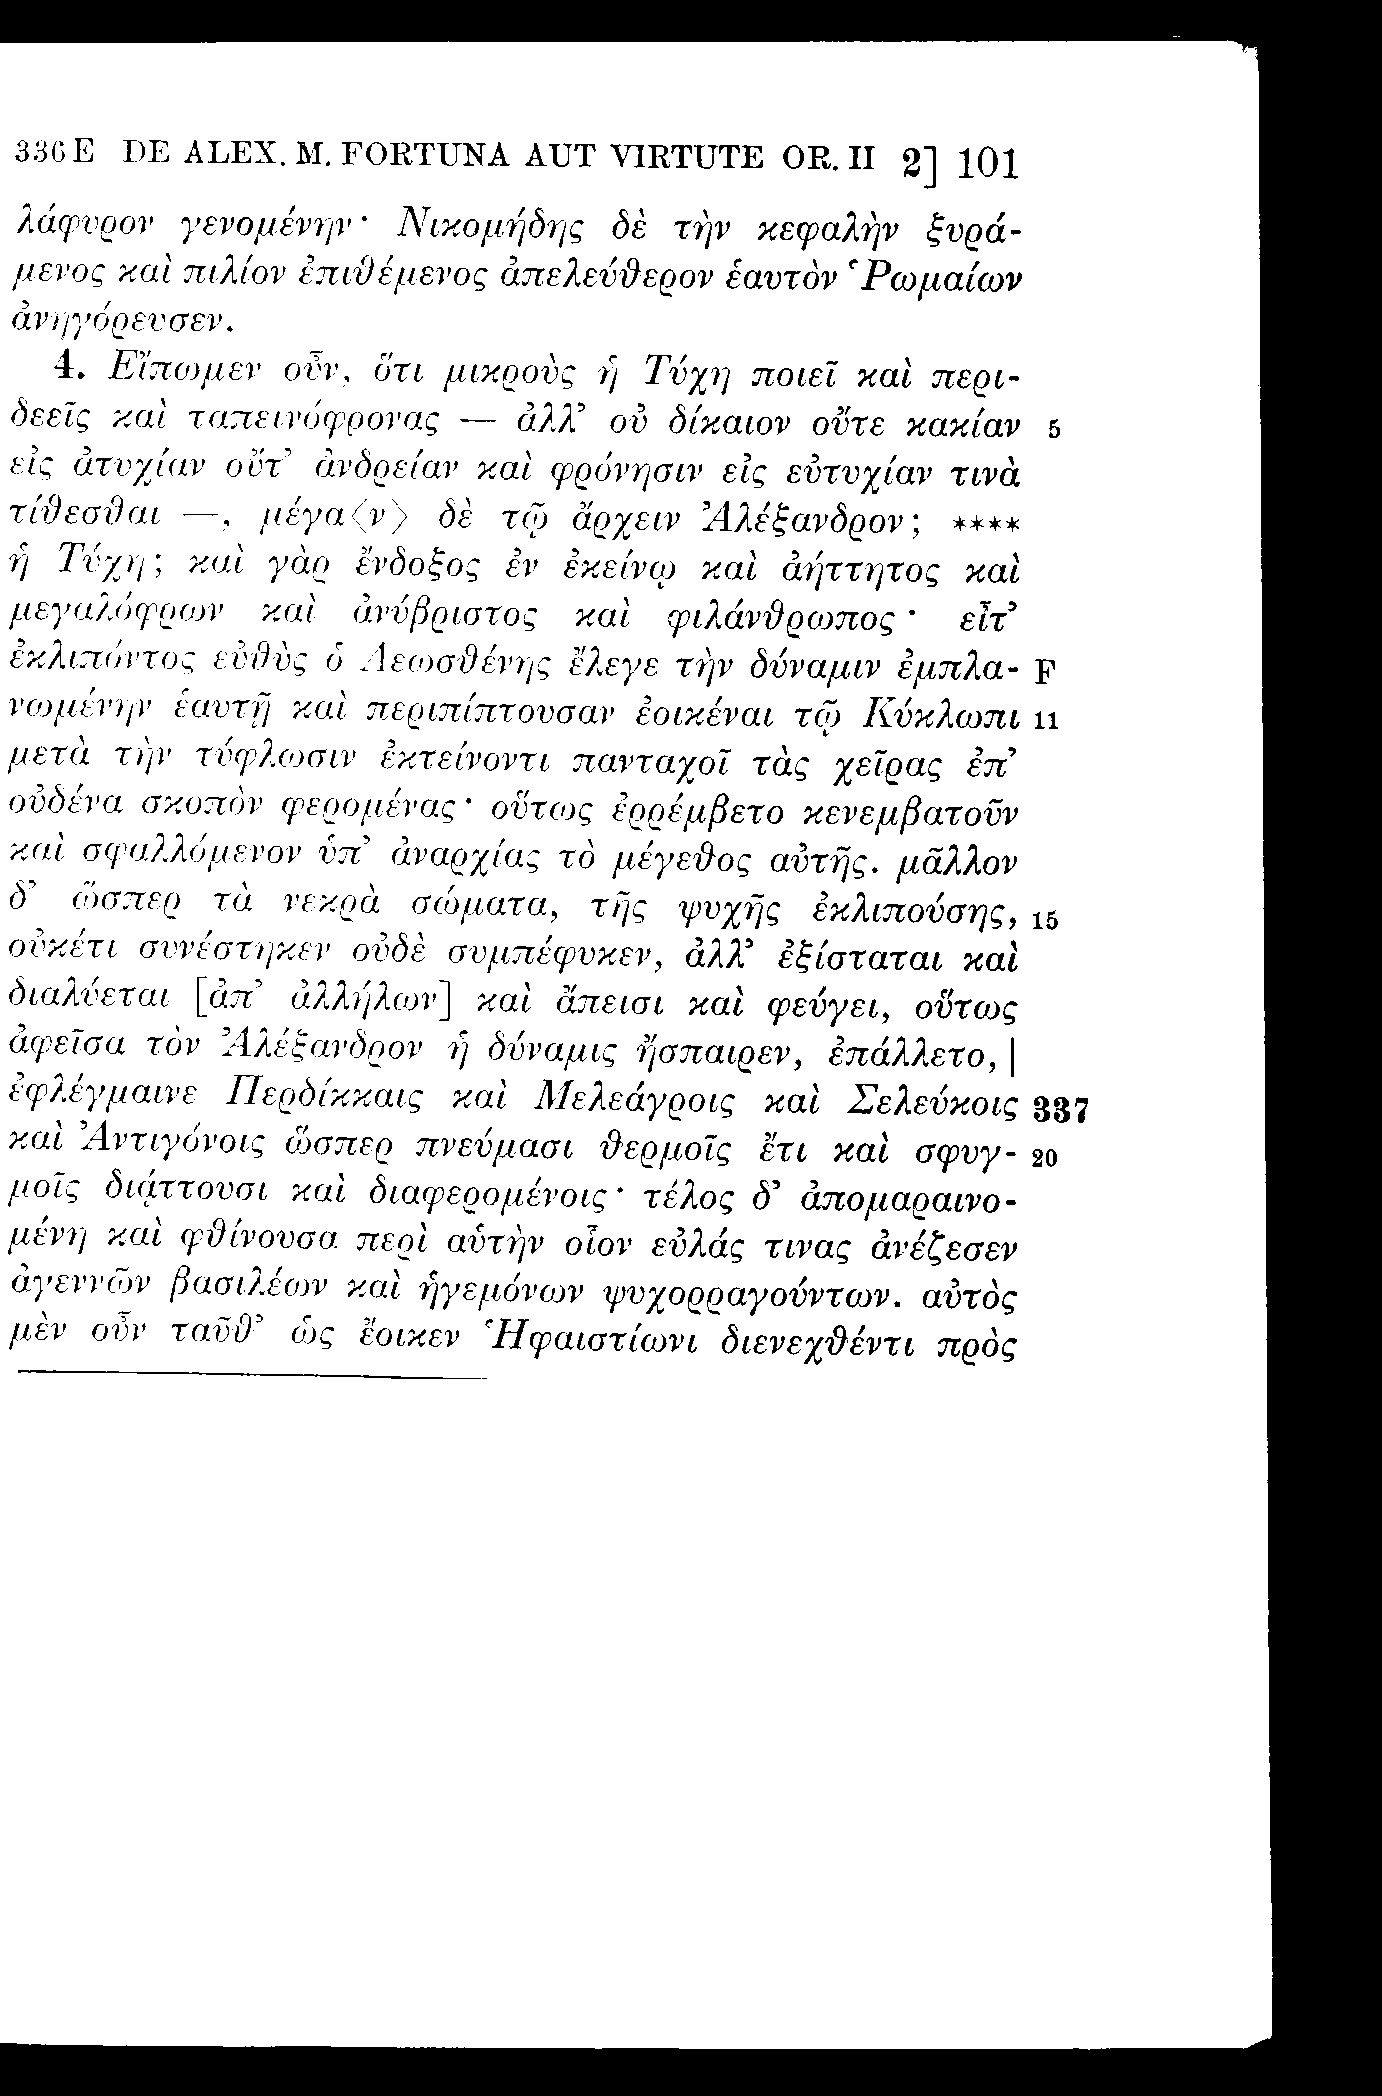 336E DE ALEX. M. FORTUNA AUT VIRTUTE OR. II 2] 101
λάφυρον γενομένην· Νικομήδης δὲ τὴν κεφαλὴν ξυρά-
μενος καὶ πιλίον ἐπιθέμενος ἀπελεύθερον ἑαυτὸν Ῥωμαίων
ἀνηγόρευσεν.
4. Εἴπωμεν οὖν, ὅτι μικροὺς ἡ Τύχη ποιεῖ καὶ περι-
δεεῖς καὶ ταπεινόφρονας — ἀλλ’ οὐ δίκαιον οὔτε κακίαν 5
εἰς ἀτυχίαν οὔτ’ ἀνδρείαν καὶ φρόνησιν εἰς εὐτυχίαν τινὰ
τίθεσθαι —, μέγα⟨ν⟩ δὲ τῷ ἄρχειν Ἀλέξανδρον; ****
ἡ Τύχη; καὶ γὰρ ἔνδοξος ἐν ἐκείνῳ καὶ ἀήττητος καὶ
μεγαλόφρων καὶ ἀνύβριστος καὶ φιλάνθρωπος· εἶτ’
ἐκλιπόντος εὐθὺς ὁ Λεωσθένης ἔλεγε τὴν δύναμιν ἐμπλα- F
νωμένην ἑαυτῇ καὶ περιπίπτουσαν ἐοικέναι τῷ Κύκλωπι 11
μετὰ τὴν τύφλωσιν ἐκτείνοντι πανταχοῖ τὰς χεῖρας ἐπ’
οὐδένα σκοπὸν φερομένας· οὕτως ἐρρέμβετο κενεμβατοῦν
καὶ σφαλλόμενον ὑπ’ ἀναρχίας τὸ μέγεθος αὐτῆς. μᾶλλον
δ’ ὥσπερ τὰ νεκρὰ σώματα, τῆς ψυχῆς ἐκλιπούσης, 15
οὐκέτι συνέστηκεν οὐδὲ συμπέφυκεν, ἀλλ’ ἐξίσταται καὶ
διαλύεται [ἀπ’ ἀλλήλων] καὶ ἄπεισι καὶ φεύγει, οὕτως
ἀφεῖσα τὸν Ἀλέξανδρον ἡ δύναμις ἤσπαιρεν, ἐπάλλετο, |
ἐφλέγμαινε Περδίκκαις καὶ Μελεάγροις καὶ Σελεύκοις 337
καὶ Ἀντιγόνοις ὥσπερ πνεύμασι θερμοῖς ἔτι καὶ σφυγ- 20
μοῖς διᾴττουσι καὶ διαφερομένοις· τέλος δ’ ἀπομαραινο-
μένη καὶ φθίνουσα περὶ αὑτὴν οἷον εὐλάς τινας ἀνέζεσεν
ἀγεννῶν βασιλέων καὶ ἡγεμόνων ψυχορραγούντων. αὐτὸς
μὲν οὖν ταῦθ’ ὡς ἔοικεν Ἡφαιστίωνι διενεχθέντι πρὸς